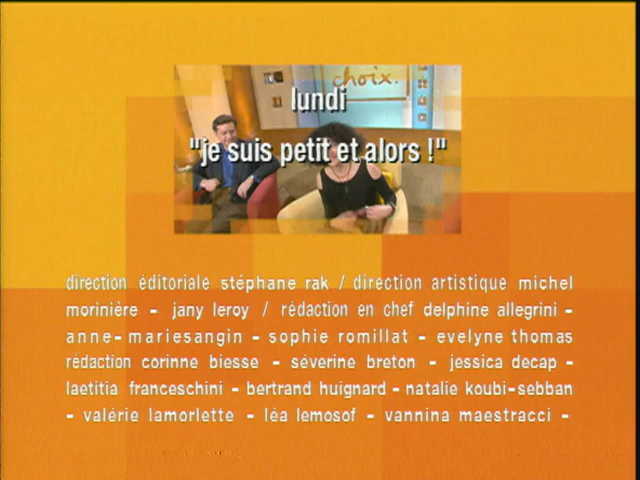 choix.
lundi
"je suis petit et alors !"
direction éditoriale stéphane rak / direction artistique michel
morinière - jany leroy / rédaction en chef delphine allegrini -
anne-mariesangin - sophie romillat - evelyne thomas
rédaction corinne biesse - séverine breton - jessica decap -
laetitia franceschini - bertrand huignard - natalie koubi-sebban
- valérie lamorlette - léa lemosof - vannina maestracci -